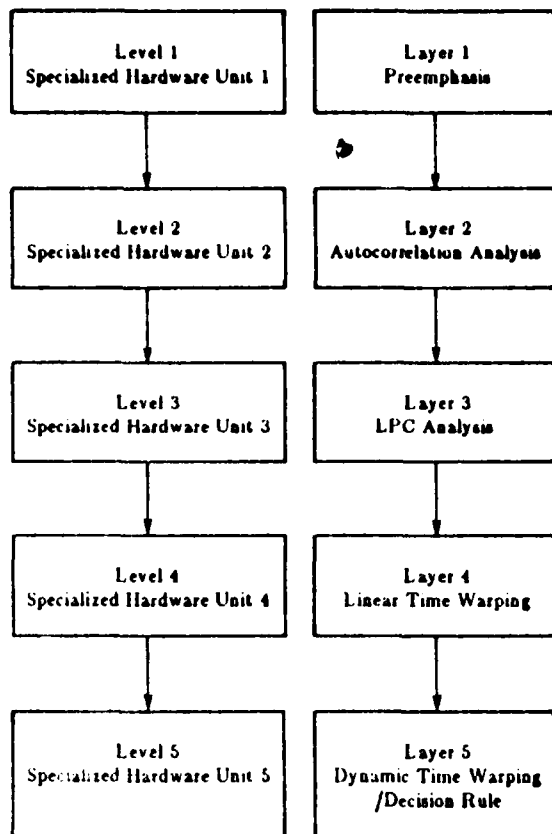 Level 1
Specialized Hardware Unit 1
Level 2
Specialized Hardware Unit 2
Level 3
Specialized Hardware Unit 3
Level 4
Specialized Hardware Unit 4
Level 5
Specialized Hardware Unit 5
Layer 1
Preemphasis
Layer 2
Autocorrelation Analysis
Layer 3
LPC Analysis
Layer 4
Linear Time Warping
Layer 5
Dynamic Time Warping
/Decision Rule